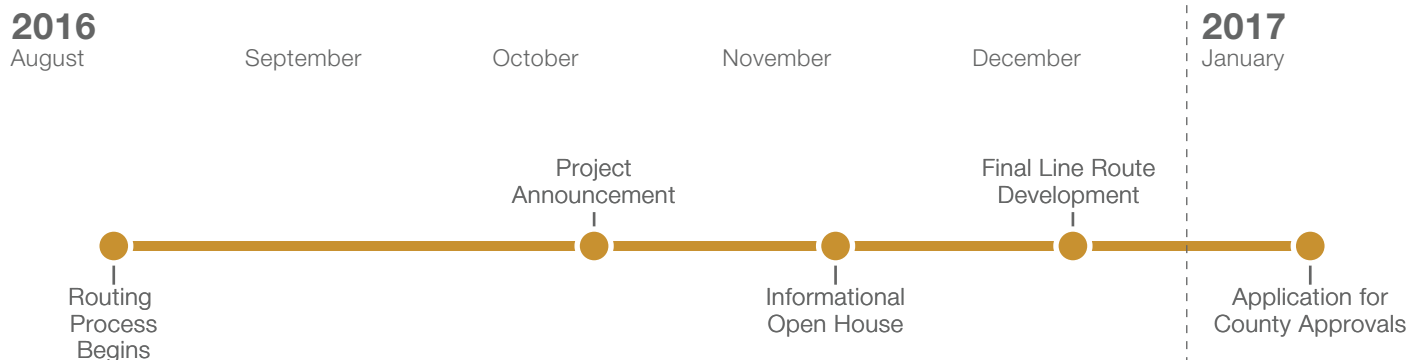 2016
August
September
October
November
December
2017
January
Project
Announcement
Final Line Route
Development
Routing
Process
Begins
Informational
Open House
Application for
County Approvals